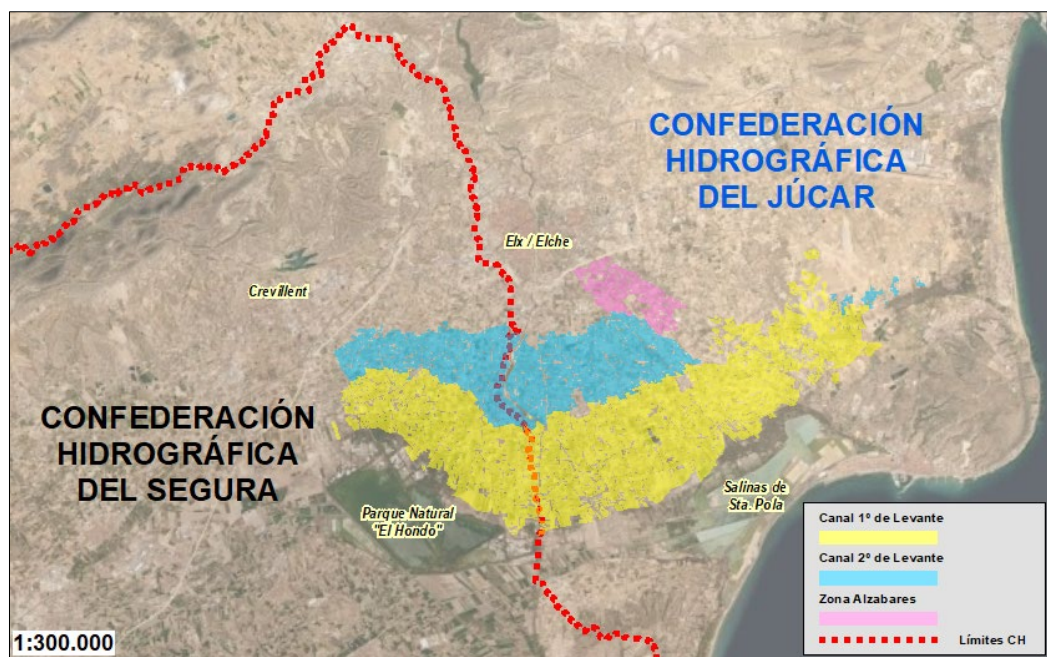 CONFEDERACIÓN
HIDROGRÁFICA
DEL JÚCAR
Elx / Elche
Crevillent
CONFEDERACIÓN
HIDROGRÁFICA
DEL SEGURA
Parque Natural
"El Hondo"
Salinas de
Sta. Pola
Canal 1º de Levante
Canal 2º de Levante
Zona Alzabares
Límites CH
1:300.000